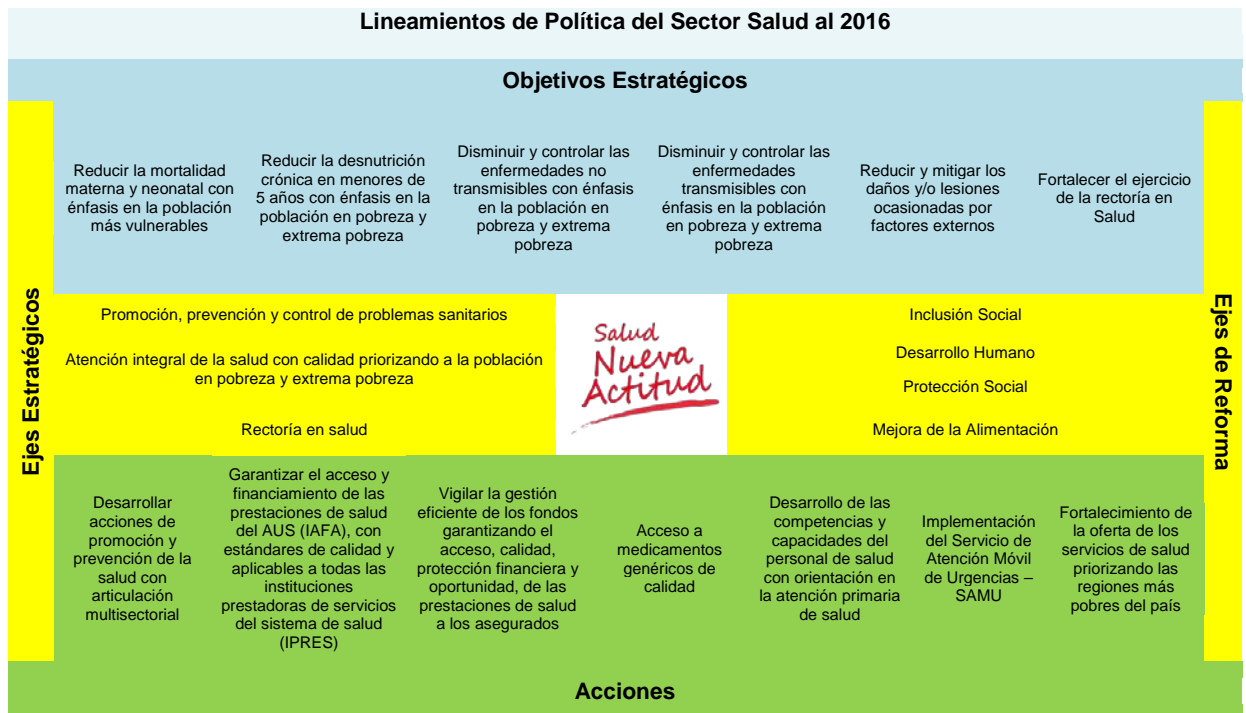 Lineamientos de Política del Sector Salud al 2016
Objetivos Estratégicos
Reducir la mortalidad
materna y neonatal con
énfasis en la población
más vulnerables
Reducir la desnutrición
crónica en menores de
5 años con énfasis en la
población en pobreza y
extrema pobreza
Disminuir y controlar las
enfermedades no
transmisibles con énfasis
en la población en
pobreza y extrema
pobreza
Disminuir y controlar las
enfermedades
transmisibles con
énfasis en la población
en pobreza y extrema
pobreza
Reducir y mitigar los
daños y/o lesiones
ocasionadas por
factores externos
Fortalecer el ejercicio
de la rectoría en
Salud
Ejes Estratégicos
Promoción, prevención y control de problemas sanitarios
Atención integral de la salud con calidad priorizando a la población
en pobreza y extrema pobreza
Rectoría en salud
Salud
Nueva
Actitud
Inclusión Social
Desarrollo Humano
Protección Social
Mejora de la Alimentación
Ejes de Reforma
Desarrollar
acciones de
promoción y
prevención de la
salud con
articulación
multisectorial
Garantizar el acceso y
financiamiento de las
prestaciones de salud
del AUS (IAFA), con
estándares de calidad y
aplicables a todas las
instituciones
prestadoras de servicios
del sistema de salud
(IPRES)
Vigilar la gestión
eficiente de los fondos
garantizando el
acceso, calidad,
protección financiera y
oportunidad, de las
prestaciones de salud
a los asegurados
Acceso a
medicamentos
genéricos de
calidad
Desarrollo de las
competencias y
capacidades del
personal de salud
con orientación en
la atención primaria
de salud
Implementación
del Servicio de
Atención Móvil
de Urgencias –
SAMU
Fortalecimiento de
la oferta de los
servicios de salud
priorizando las
regiones más
pobres del país
Acciones